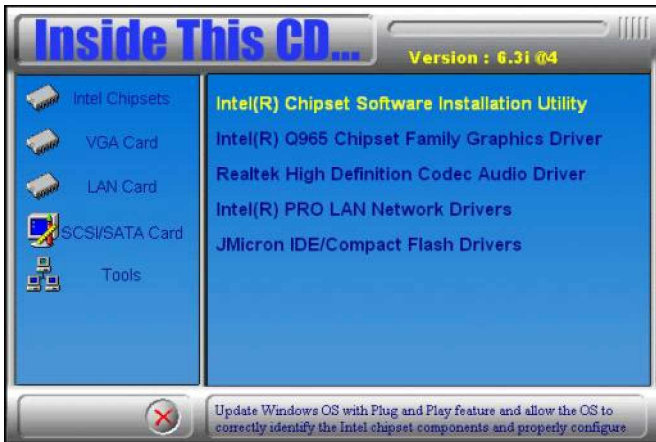 Inside This CD...
Version : 6.3i @4
Intel Chipsets
VGA Card
LAN Card
SCSI/SATA Card
Tools
Intel(R) Chipset Software Installation Utility
Intel(R) Q965 Chipset Family Graphics Driver
Realtek High Definition Codec Audio Driver
Intel(R) PRO LAN Network Drivers
JMicron IDE/Compact Flash Drivers
Update Windows OS with Plug and Play feature and allow the OS to
correctly identify the Intel chipset components and properly configure